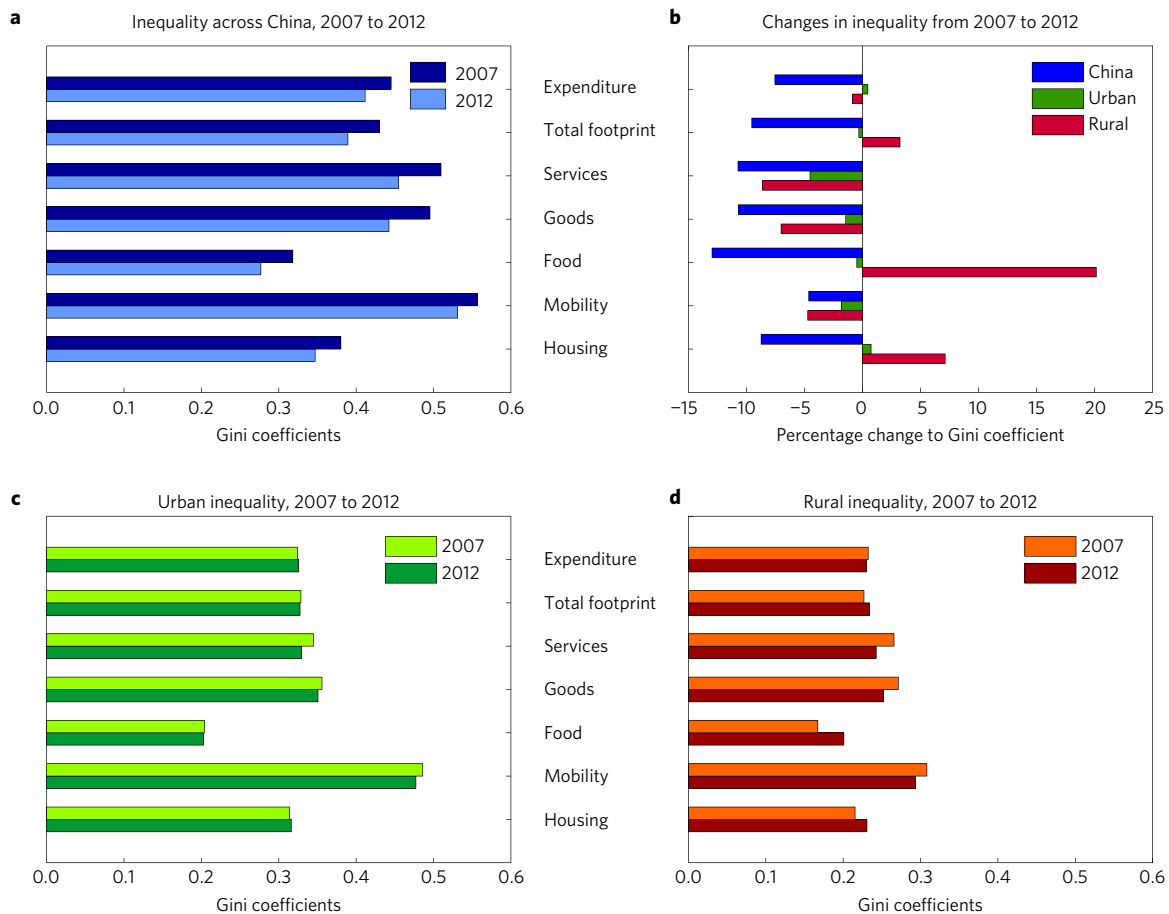 a
Inequality across China, 2007 to 2012
2007
2012
Expenditure
Total footprint
Services
Goods
Food
Mobility
Housing
0.0 0.1 0.2 0.3 0.4 0.5 0.6
Gini coefficients
b
Changes in inequality from 2007 to 2012
China
Urban
Rural
−15 −10 −5 0 5 10 15 20 25
Percentage change to Gini coefficient
c
Urban inequality, 2007 to 2012
2007
2012
Expenditure
Total footprint
Services
Goods
Food
Mobility
Housing
0.0 0.1 0.2 0.3 0.4 0.5 0.6
Gini coefficients
d
Rural inequality, 2007 to 2012
2007
2012
0.0 0.1 0.2 0.3 0.4 0.5 0.6
Gini coefficients